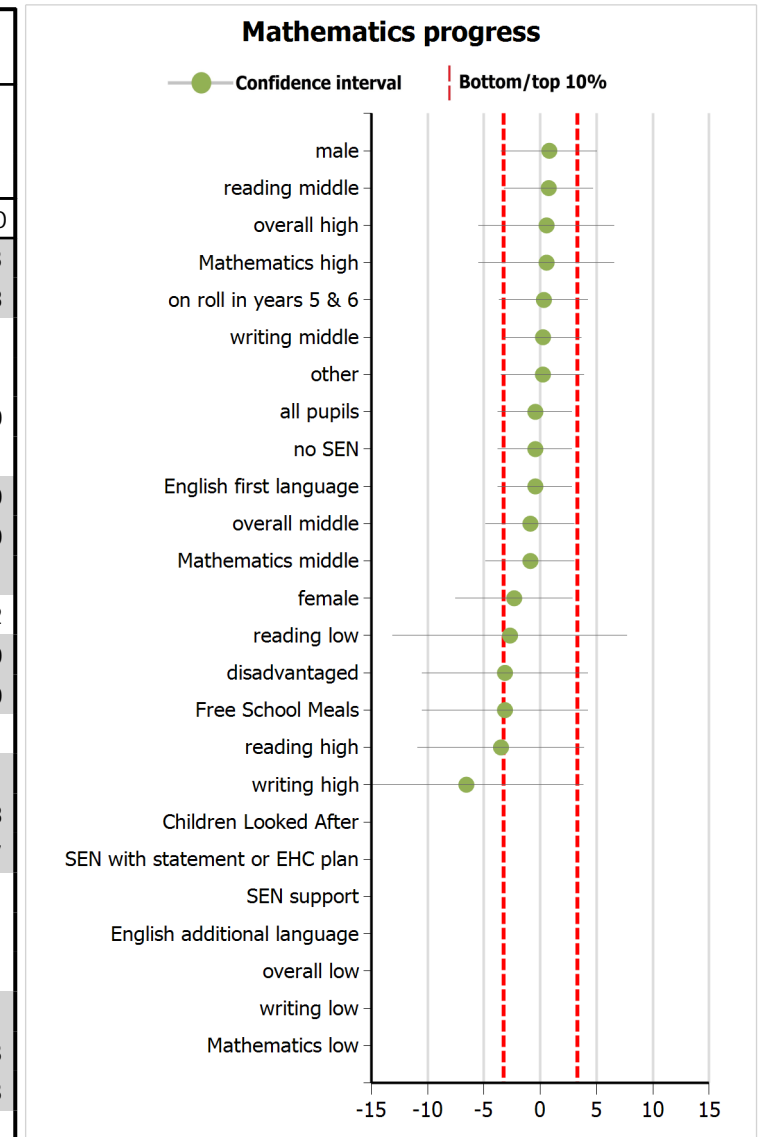 Mathematics progress
Confidence interval Bottom/top 10%
male
reading middle
overall high
Mathematics high
on roll in years 5 & 6
writing middle
other
all pupils
no SEN
English first language
overall middle
Mathematics middle
female
reading low
disadvantaged
Free School Meals
reading high
writing high
Children Looked After
SEN with statement or EHC plan
SEN support
English additional language
overall low
writing low
Mathematics low
-15 -10 -5 0 5 10 15